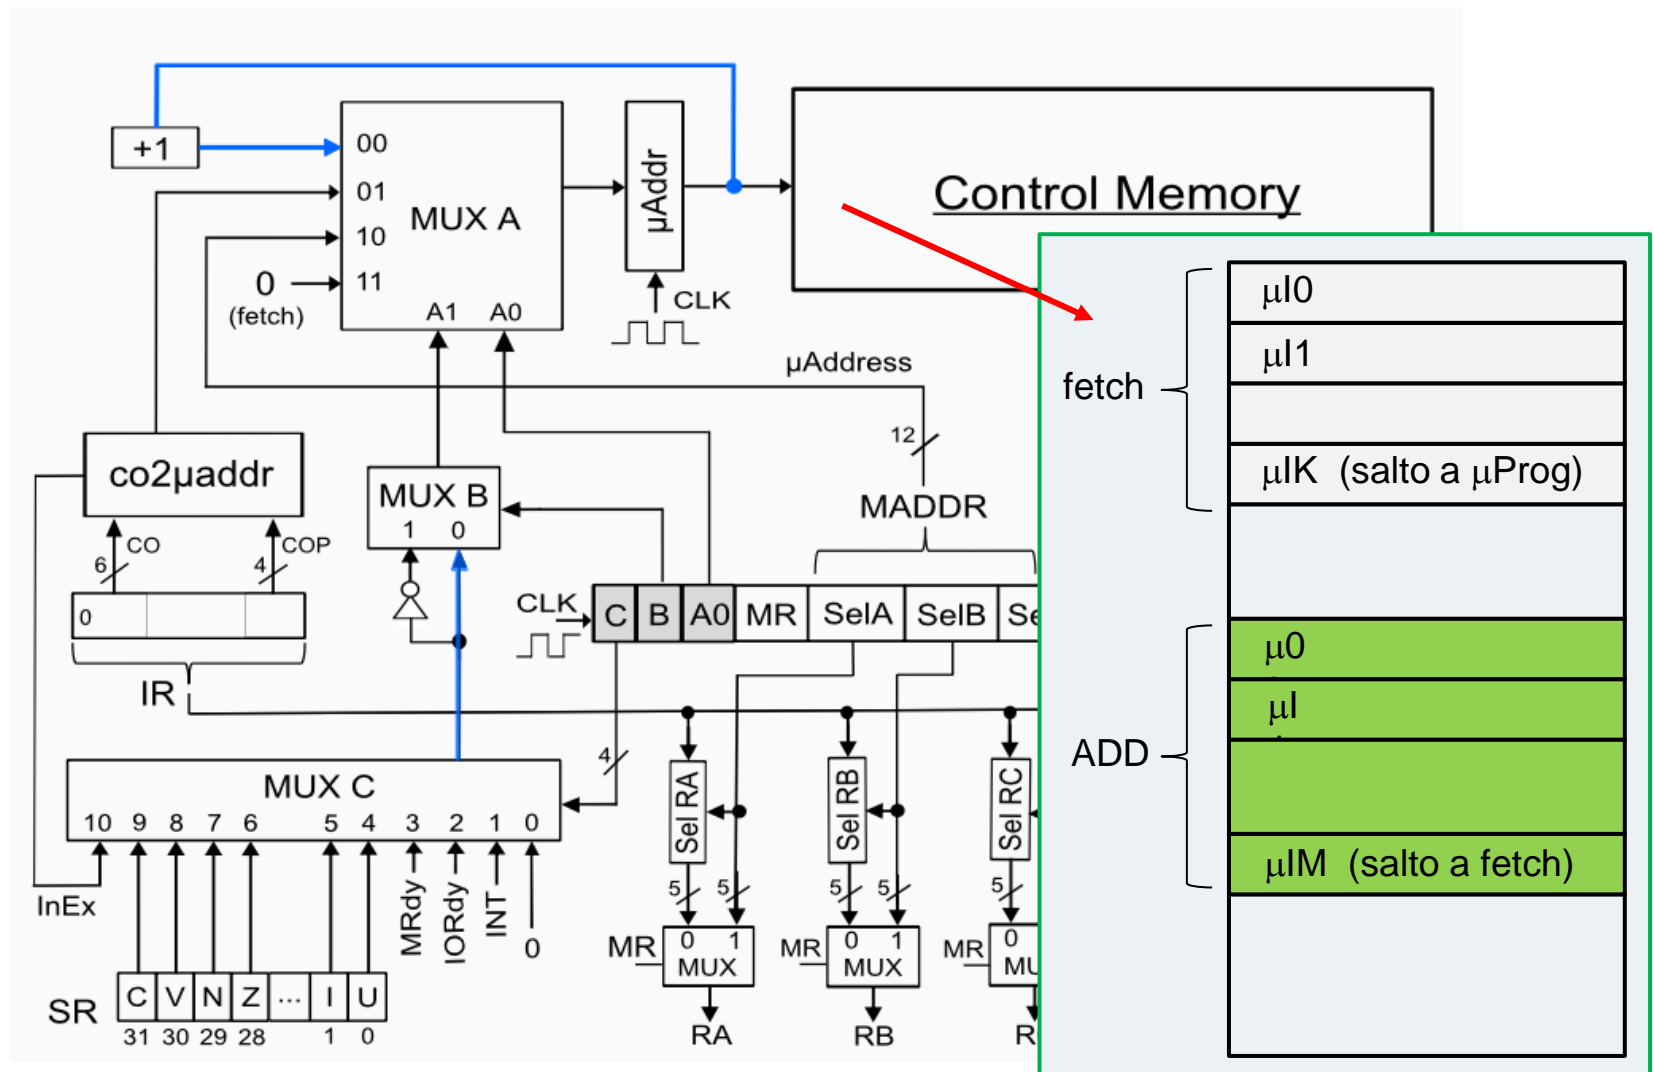 +1
00
01
10
11
MUX A
A1 A0
0
(fetch)
µAddr
CLK
Control Memory
µAddress
12
MADDR
co2µaddr
CO
6
COP
4
0
IR
MUX B
1 0
CLK
C B A0 MR SelA SelB Se
4
MUX C
10 9 8 7 6 5 4 3 2 1 0
InEx
MRdy
IORdy
INT
0
SR
C V N Z ... I U
31 30 29 28 1 0
Sel RA
5 5
MR
0 1
MUX
RA
Sel RB
5 5
MR
0 1
MUX
RB
Sel RC
5
MR
0
MU
R
fetch
µI0
µI1
µIK (salto a µProg)
ADD
µ0
µI
µIM (salto a fetch)